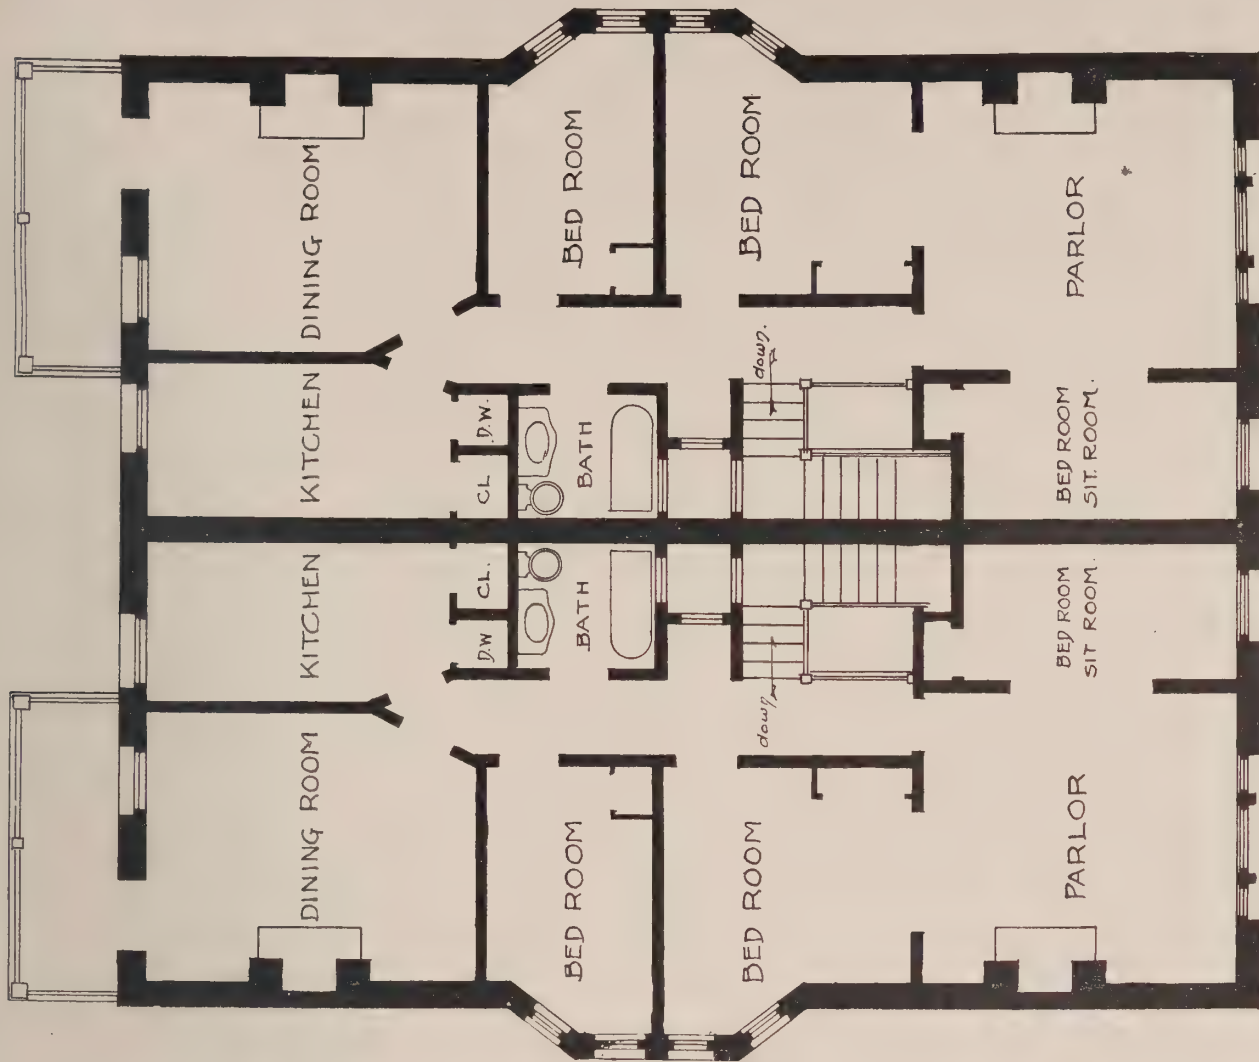 DINING ROOM
KITCHEN
KITCHEN
DINING ROOM
D.W
CL.
CL
D.W.
BED ROOM
BATH
BATH
BED ROOM
BED ROOM
down
down.
BED ROOM
PARLOR
BED ROOM
SIT ROOM.
BED ROOM
SIT. ROOM.
PARLOR